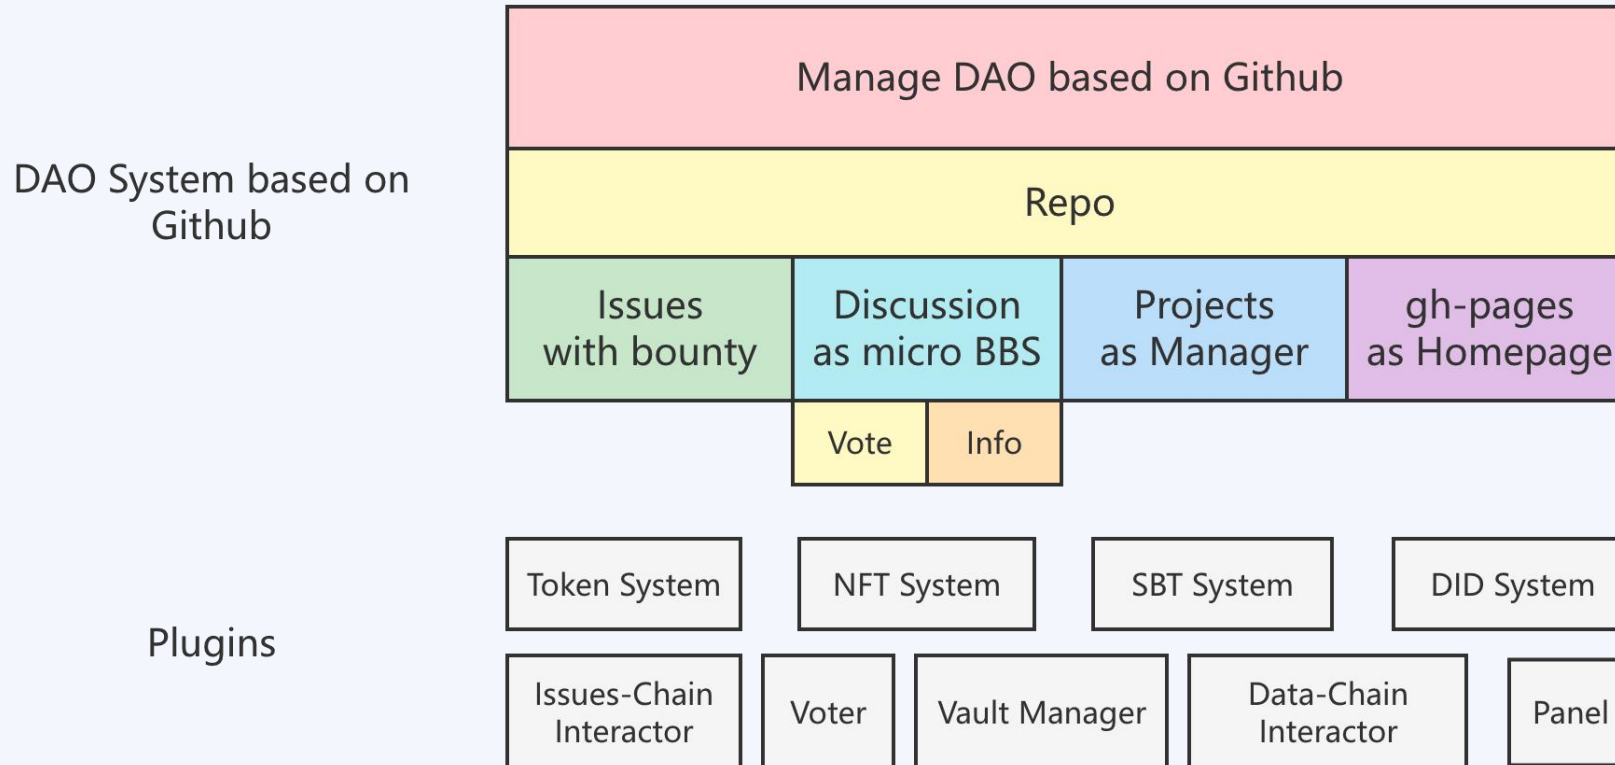 Manage DAO based on Github
DAO System based on
Github
Repo
Issues
with bounty
Discussion
as micro BBS
Projects
as Manager
gh-pages
as Homepage
Vote
Info
Plugins
Token System
NFT System
SBT System
DID System
Issues-Chain
Interactor
Voter
Vault Manager
Data-Chain
Interactor
Panel